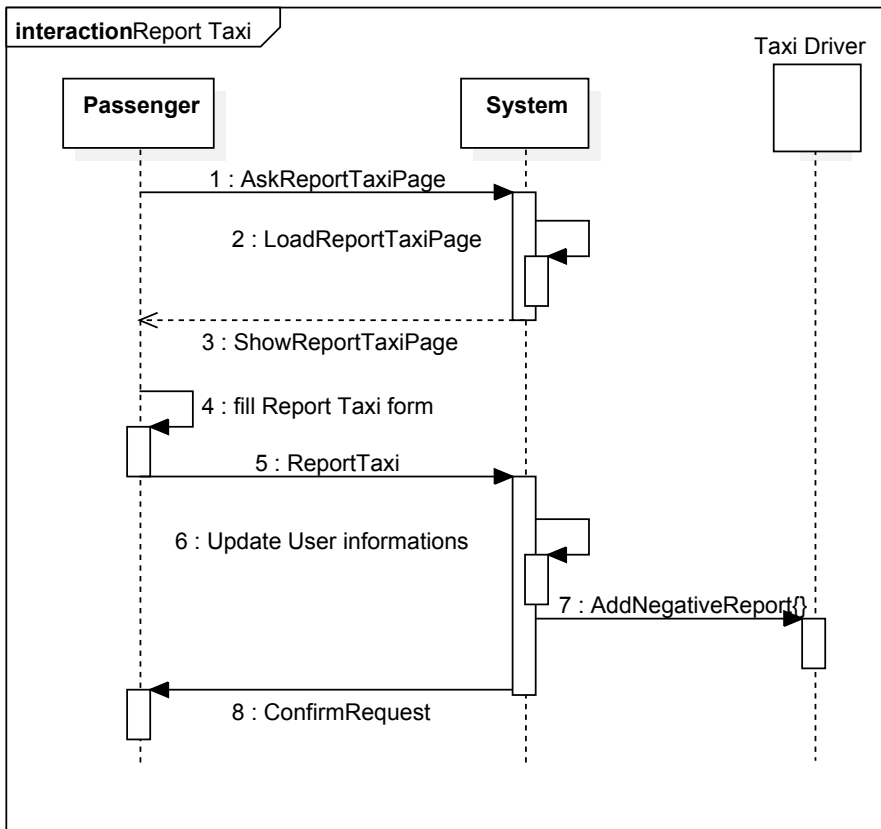 interactionReport Taxi
Taxi Driver
Passenger
System
1 : AskReportTaxiPage
2 : LoadReportTaxiPage
3 : ShowReportTaxiPage
4 : fill Report Taxi form
5 : ReportTaxi
6 : Update User informations
7 : AddNegativeReport{}
8 : ConfirmRequest